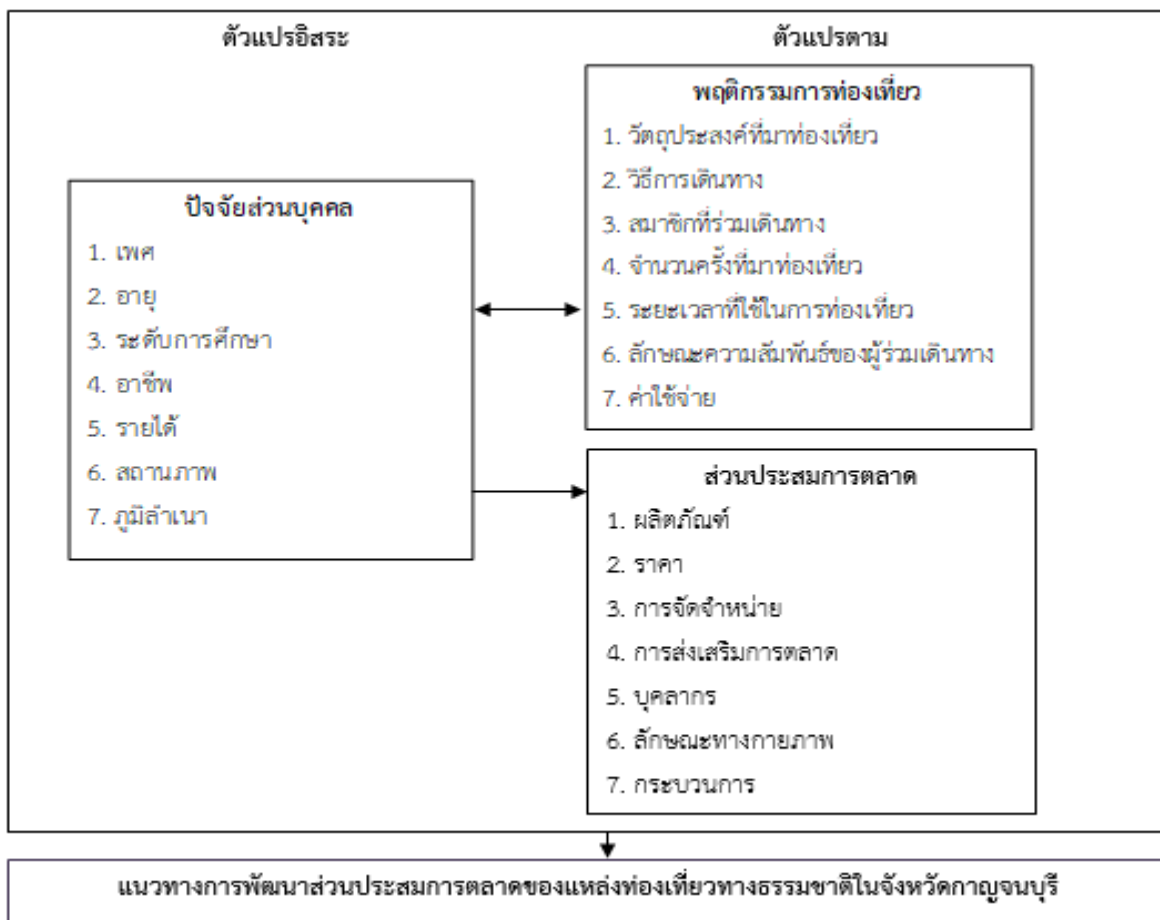 ตัวแปรอิสระ
ตัวแปรตาม
ปัจจัยส่วนบุคคล
1. เพศ
2. อายุ
3. ระดับการศึกษา
4. อาชีพ
5. รายได้
6. สถานภาพ
7. ภูมิลำเนา
พฤติกรรมการท่องเที่ยว
1. วัตถุประสงค์ที่มาท่องเที่ยว
2. วิธีการเดินทาง
3. สมาชิกที่ร่วมเดินทาง
4. จำนวนครั้งที่มาท่องเที่ยว
5. ระยะเวลาที่ใช้ในการท่องเที่ยว
6. ลักษณะความสัมพันธ์ของผู้ร่วมเดินทาง
7. ค่าใช้จ่าย
ส่วนประสมการตลาด
1. ผลิตภัณฑ์
2. ราคา
3. การจัดจำหน่าย
4. การส่งเสริมการตลาด
5. บุคลากร
6. ลักษณะทางกายภาพ
7. กระบวนการ
แนวทางการพัฒนาส่วนประสมการตลาดของแหล่งท่องเที่ยวทางธรรมชาติในจังหวัดกาญจนบุรี